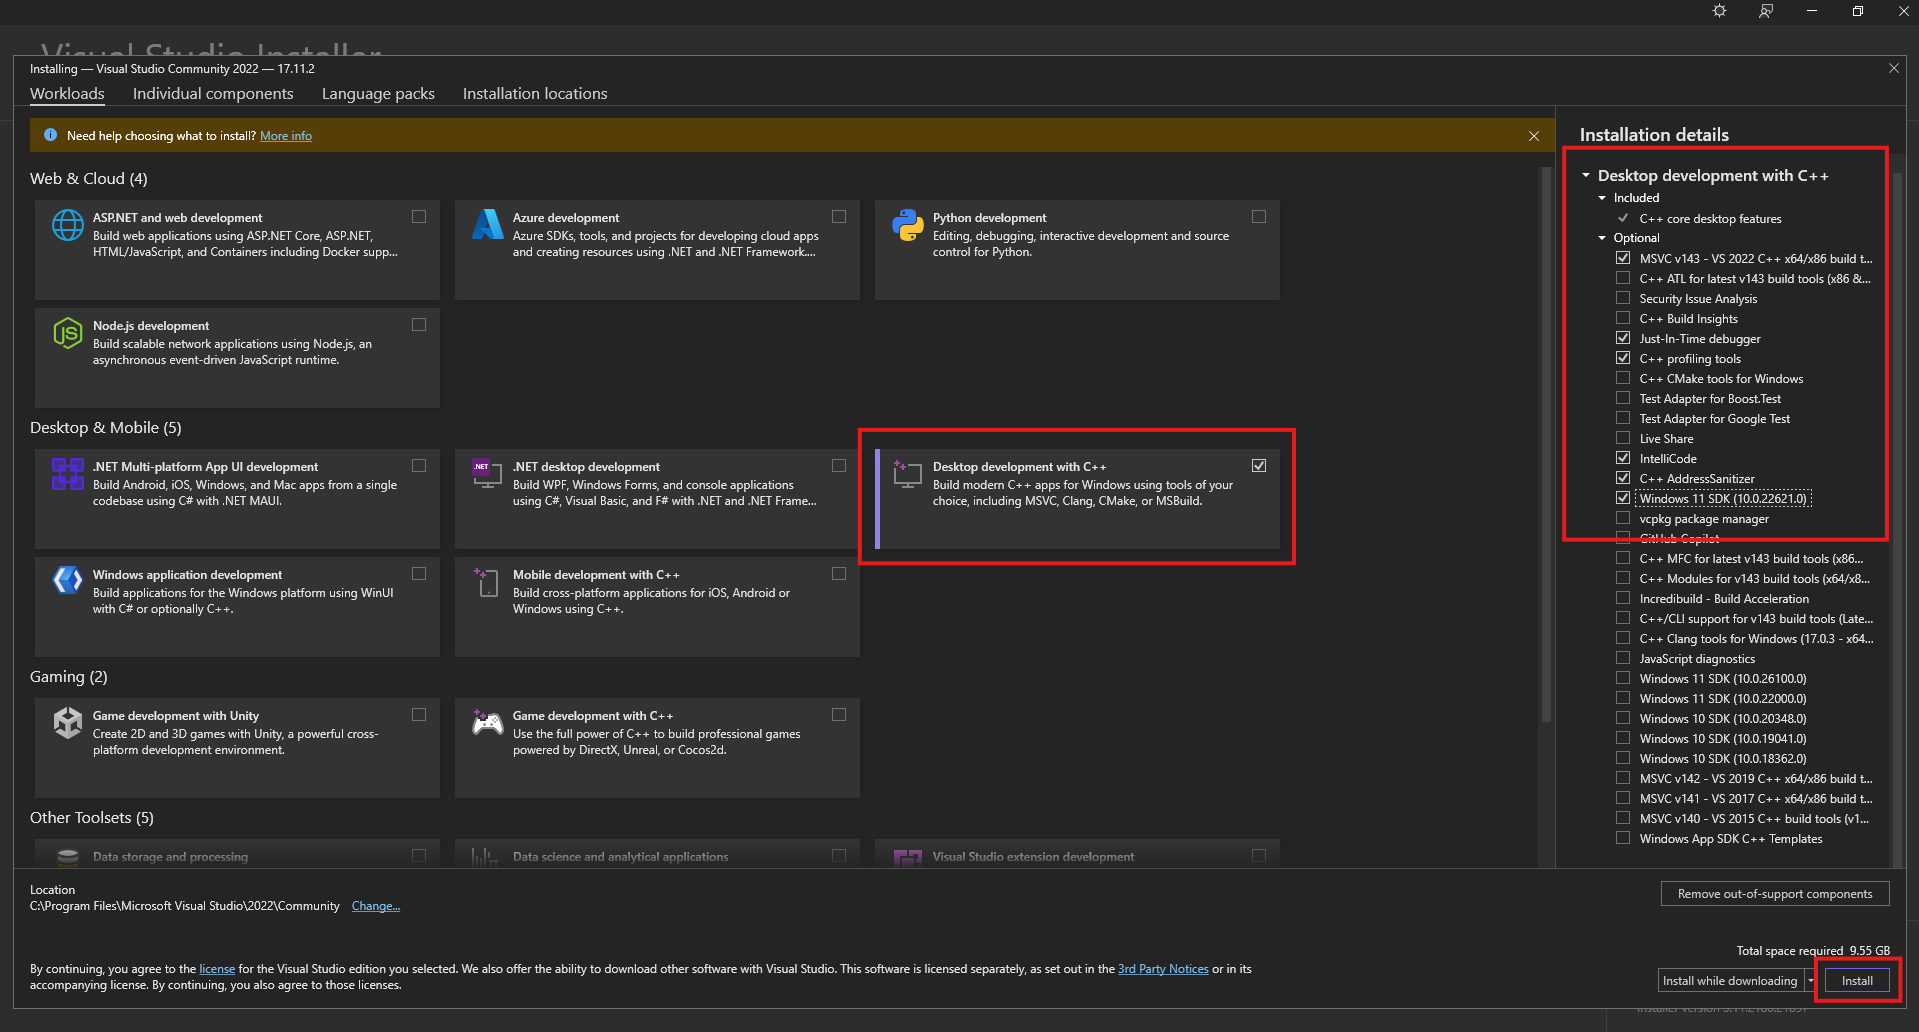 Visual Studio Installer
Installing — Visual Studio Community 2022 — 17.11.2
Workloads
Individual components
Language packs
Installation locations
Need help choosing what to install? More info
Web & Cloud (4)
ASP.NET and web development
Build web applications using ASP.NET Core, ASP.NET,
HTML/JavaScript, and Containers including Docker supp...
Azure development
Azure SDKs, tools, and projects for developing cloud apps
and creating resources using .NET and .NET Framework....
Python development
Editing, debugging, interactive development and source
control for Python.
Node.js development
Build scalable network applications using Node.js, an
asynchronous event-driven JavaScript runtime.
Desktop & Mobile (5)
.NET Multi-platform App UI development
Build Android, iOS, Windows, and Mac apps from a single
codebase using C# with .NET MAUI.
.NET
.NET desktop development
Build WPF, Windows Forms, and console applications
using C#, Visual Basic, and F# with .NET and .NET Frame...
Desktop development with C++
Build modern C++ apps for Windows using tools of your
choice, including MSVC, Clang, CMake, or MSBuild.
Windows application development
Build applications for the Windows platform using WinUI
with C# or optionally C++.
Mobile development with C++
Build cross-platform applications for iOS, Android or
Windows using C++.
Gaming (2)
Game development with Unity
Create 2D and 3D games with Unity, a powerful cross-
platform development environment.
Game development with C++
Use the full power of C++ to build professional games
powered by DirectX, Unreal, or Cocos2d.
Other Toolsets (5)
Data storage and processing
Data science and analytical applications
Visual Studio extension development
Installation details
Desktop development with C++
Included
C++ core desktop features
Optional
MSVC v143 - VS 2022 C++ x64/x86 build t...
C++ ATL for latest v143 build tools (x86 &...
Security Issue Analysis
C++ Build Insights
Just-In-Time debugger
C++ profiling tools
C++ CMake tools for Windows
Test Adapter for Boost.Test
Test Adapter for Google Test
Live Share
IntelliCode
C++ AddressSanitizer
Windows 11 SDK (10.0.22621.0)
vcpkg package manager
GitHub Copilot
C++ MFC for latest v143 build tools (x86...
C++ Modules for v143 build tools (x64/x8...
Incredibuild - Build Acceleration
C++/CLI support for v143 build tools (Late...
C++ Clang tools for Windows (17.0.3 - x64...
JavaScript diagnostics
Windows 11 SDK (10.0.26100.0)
Windows 11 SDK (10.0.22000.0)
Windows 10 SDK (10.0.20348.0)
Windows 10 SDK (10.0.19041.0)
Windows 10 SDK (10.0.18362.0)
MSVC v142 - VS 2019 C++ x64/x86 build t...
MSVC v141 - VS 2017 C++ x64/x86 build t...
MSVC v140 - VS 2015 C++ build tools (v1...
Windows App SDK C++ Templates
Location
C:\Program Files\Microsoft Visual Studio\2022\Community Change...
Remove out-of-support components
Total space required 9.55 GB
By continuing, you agree to the license for the Visual Studio edition you selected. We also offer the ability to download other software with Visual Studio. This software is licensed separately, as set out in the 3rd Party Notices or in its
accompanying license. By continuing, you also agree to those licenses.
Install while downloading
Install